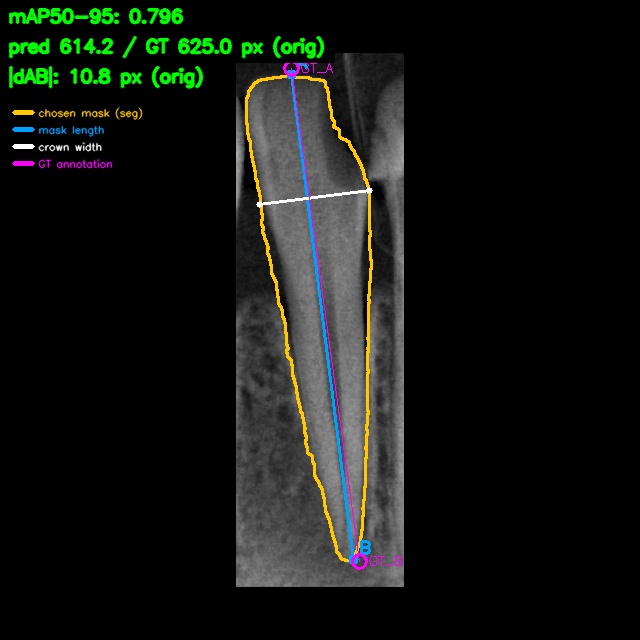 mAP50-95: 0.796
pred 614.2 / GT 625.0 px (orig)
|dAB|: 10.8 px (orig)
chosen mask (seg)
mask length
crown width
GT annotation
GT_A
B